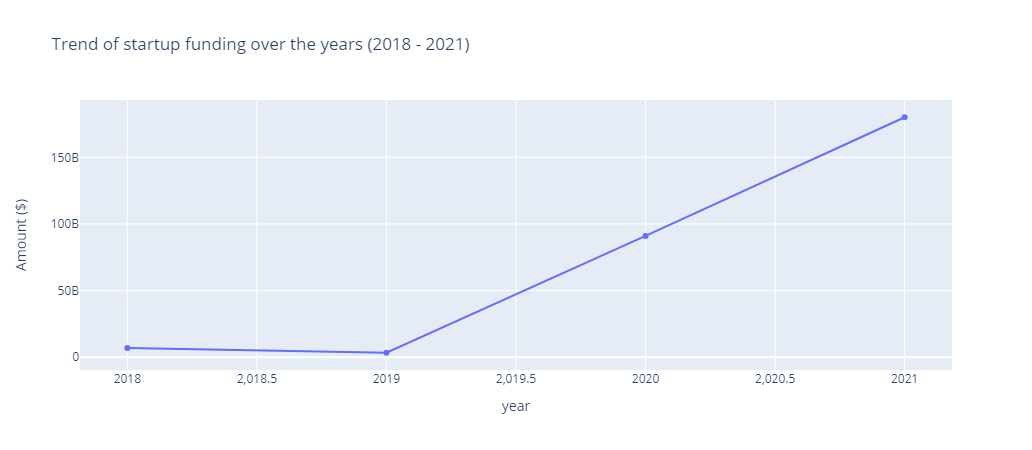 Trend of startup funding over the years (2018 - 2021)
Amount ($)
150B
100B
50B
0
2018 2,018.5 2019 2,019.5 2020 2,020.5 2021
year